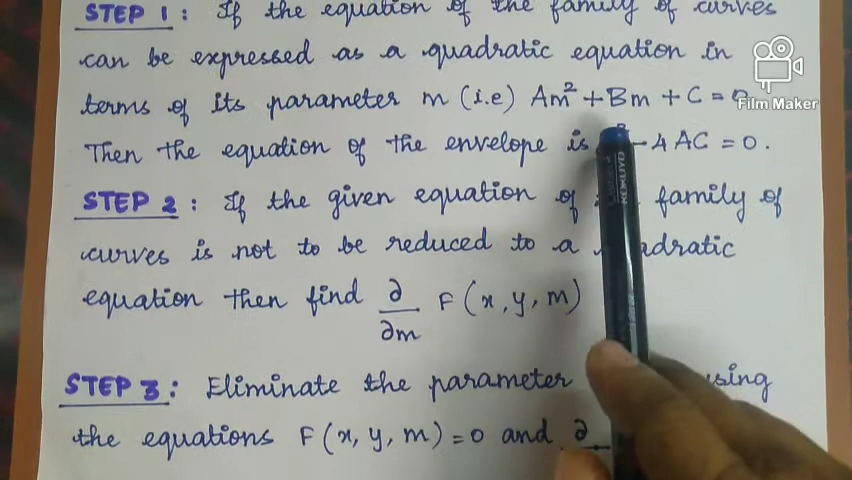 STEP 1 : If the equation of the family of curves
can be expressed as a quadratic equation in
terms of its parameter m (i.e) Am² + Bm + C = 0
Film Maker
Then the equation of the envelope is - 4AC = 0.
STEP 2 : If the given equation of family of
curves is not to be reduced to a quadratic
equation then find ∂/∂m F(x, y, m)
STEP 3 : Eliminate the parameter using
the equations F(x, y, m) = 0 and ∂